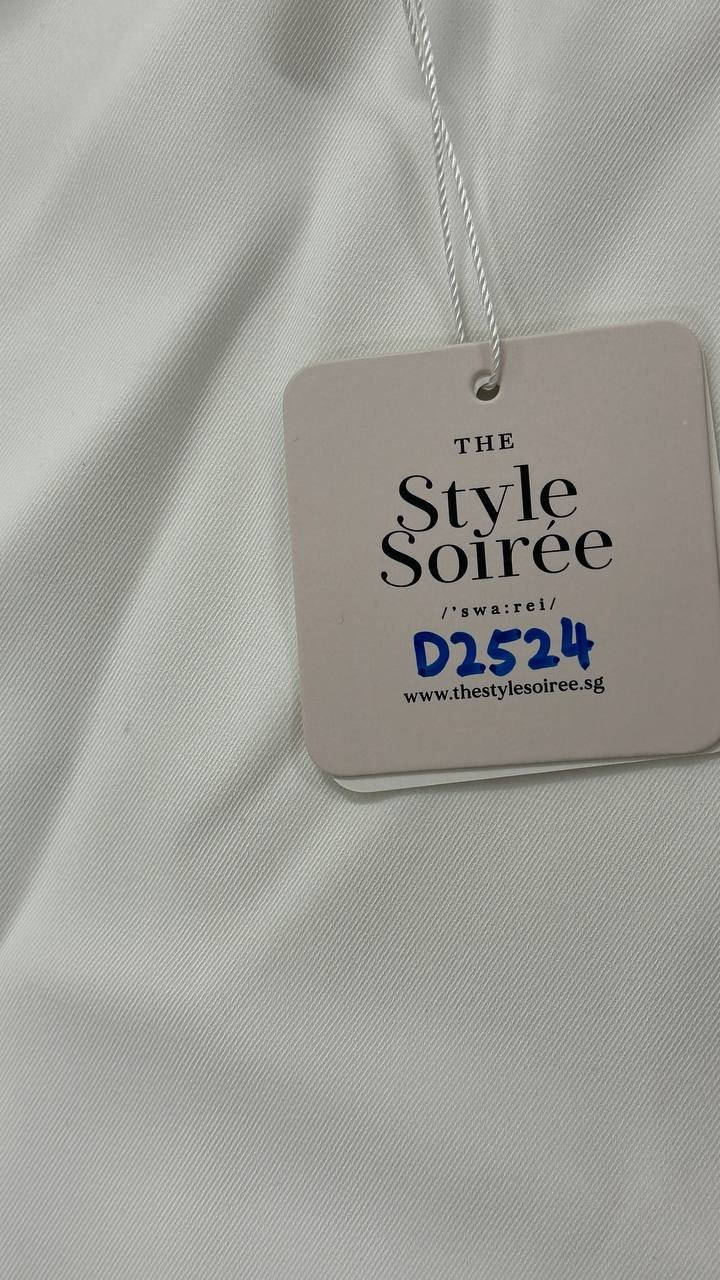 THE
Style
Soirée
/'swa:rei/
D2524
www.thestylesoiree.sg